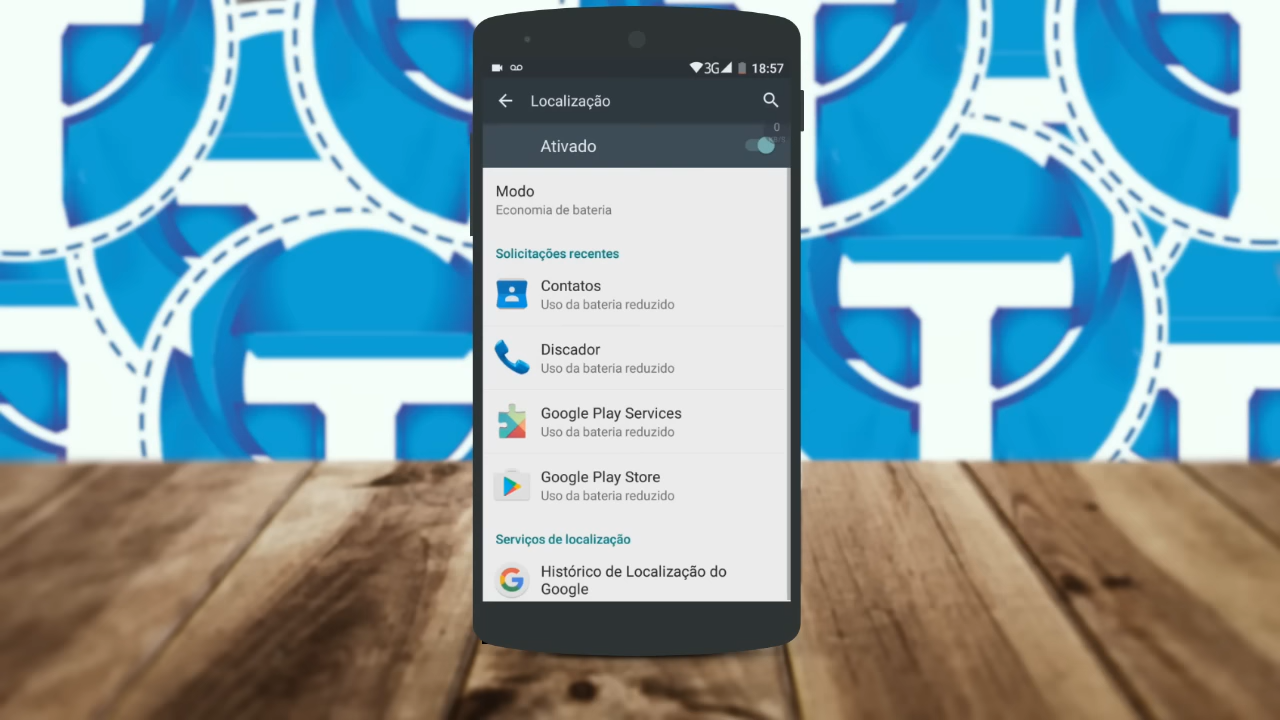 3G 18:57
Localização
0
Ativado
Modo
Economia de bateria
Solicitações recentes
Contatos
Uso da bateria reduzido
Discador
Uso da bateria reduzido
Google Play Services
Uso da bateria reduzido
Google Play Store
Uso da bateria reduzido
Serviços de localização
Histórico de Localização do
Google